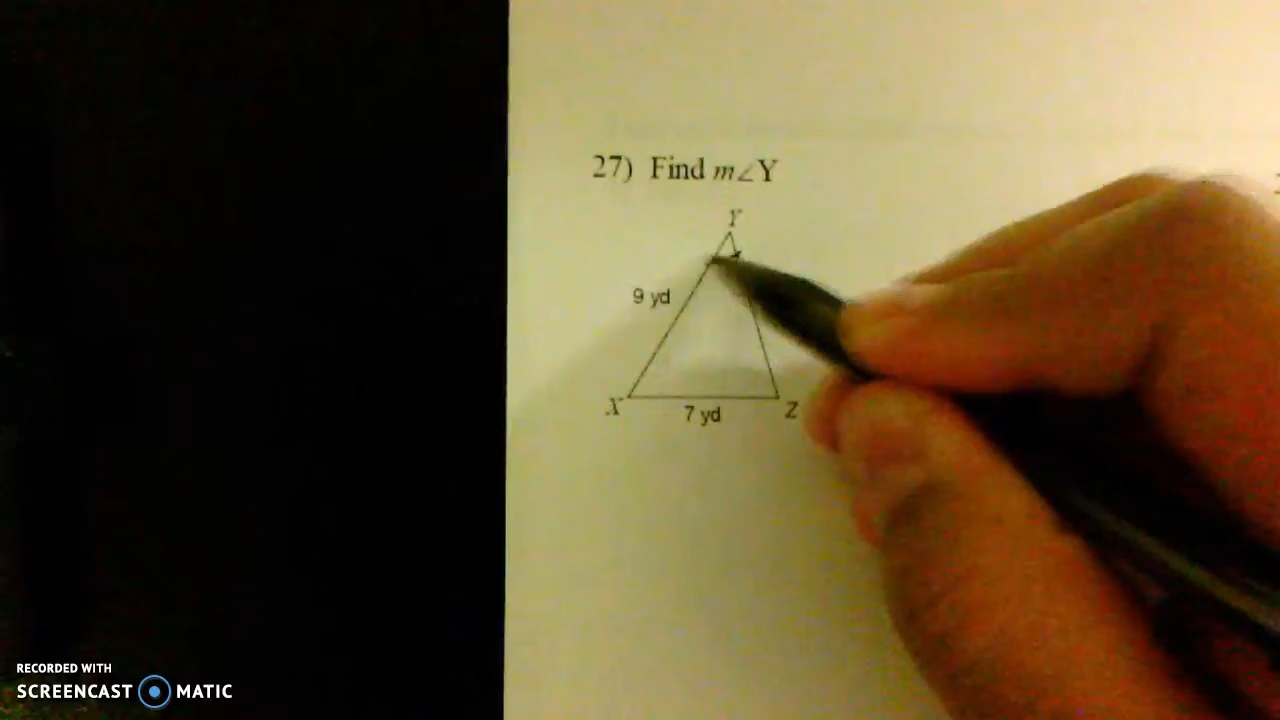 27) Find m∠Y
Y
9 yd
X
7 yd
Z
RECORDED WITH
SCREENCAST MATIC